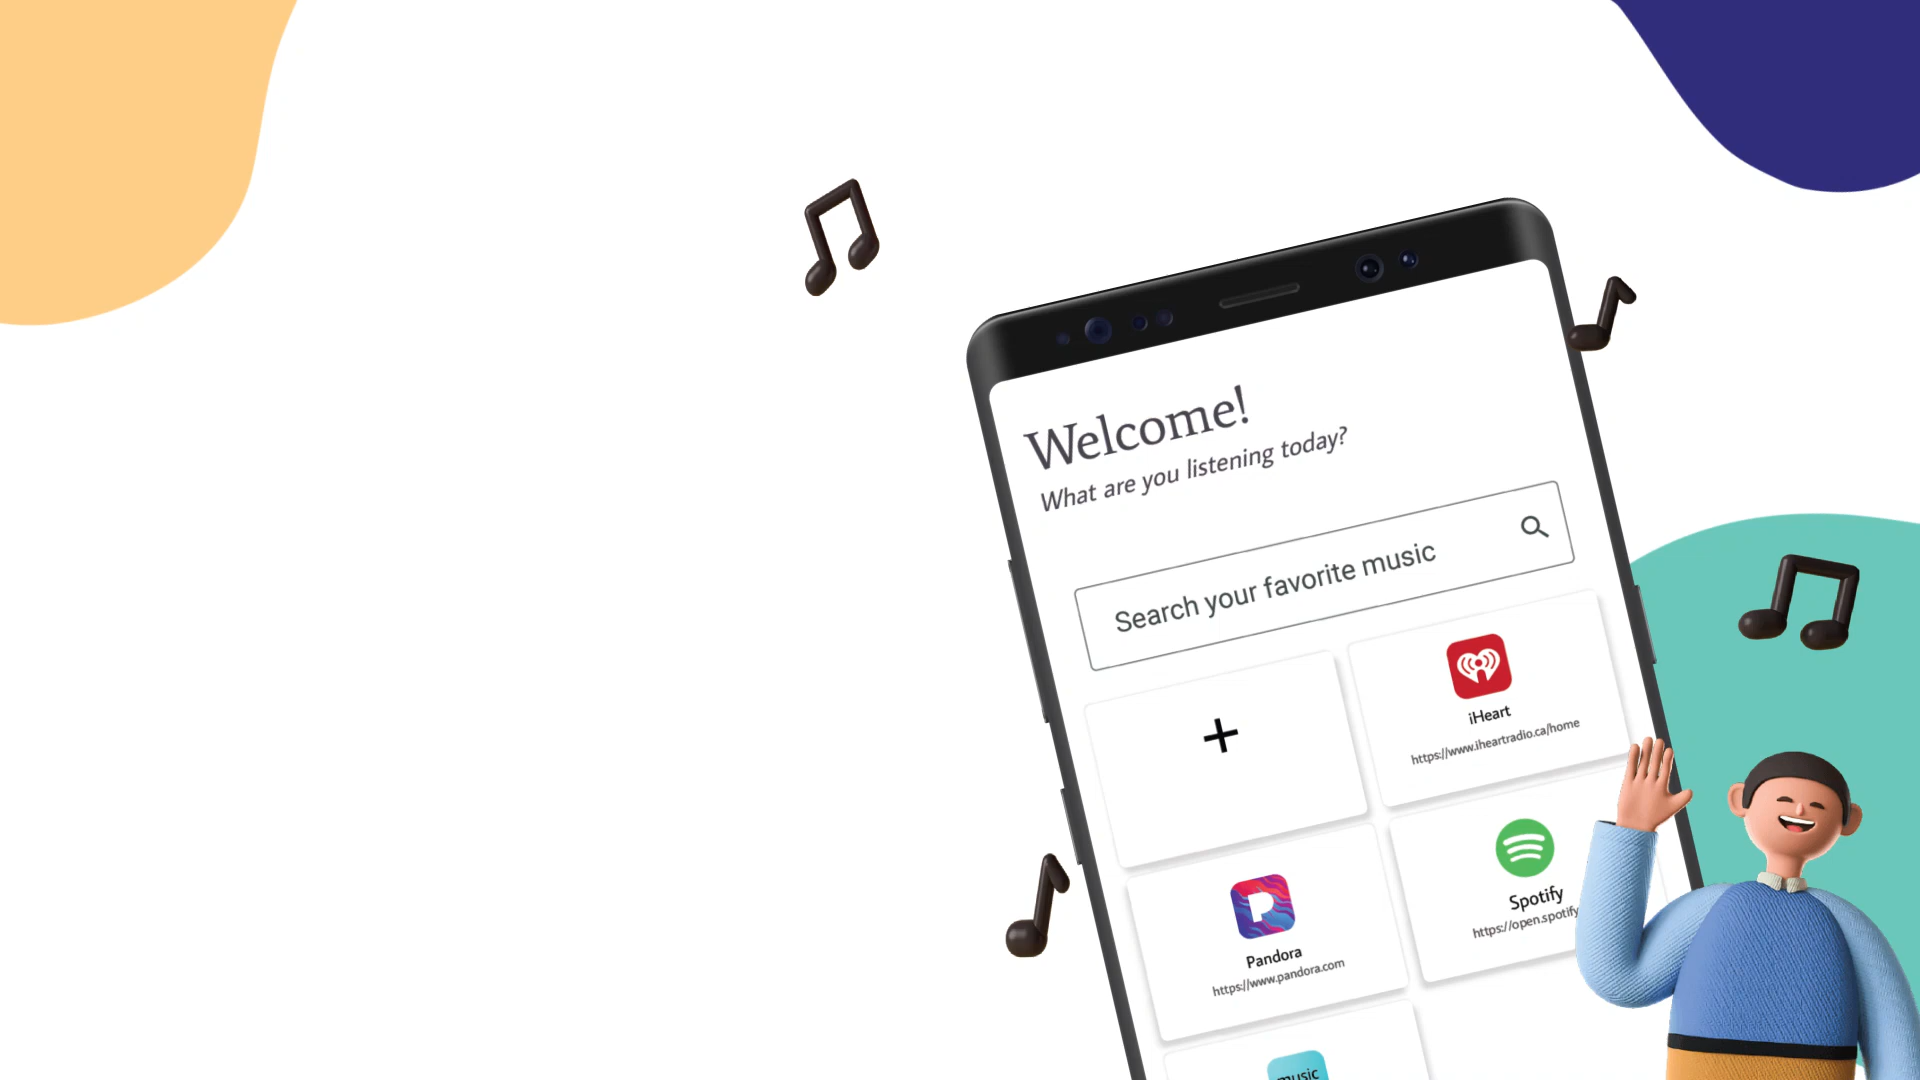 Welcome!
What are you listening today?
Search your favorite music
+
iHeart
https://www.iheartradio.ca/home
Pandora
https://www.pandora.com
Spotify
https://open.spotify
music